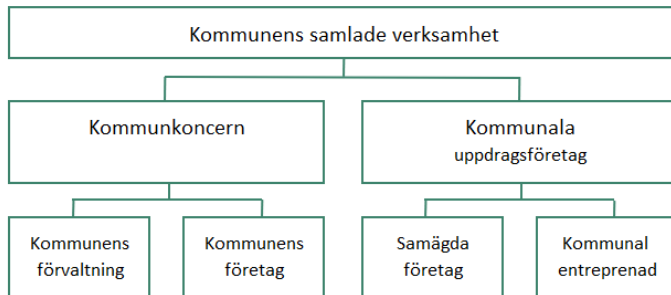 Kommunens samlade verksamhet
Kommunkoncern
Kommunala
uppdragsföretag
Kommunens
förvaltning
Kommunens
företag
Samägda
företag
Kommunal
entreprenad